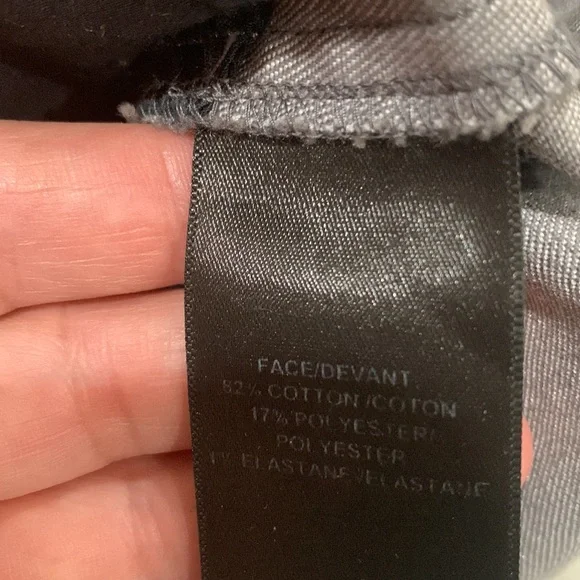 FACE/DEVANT
82% COTTON/COTON
17% POLYESTER/
POLYESTER
1% ELASTANE/ELASTANE